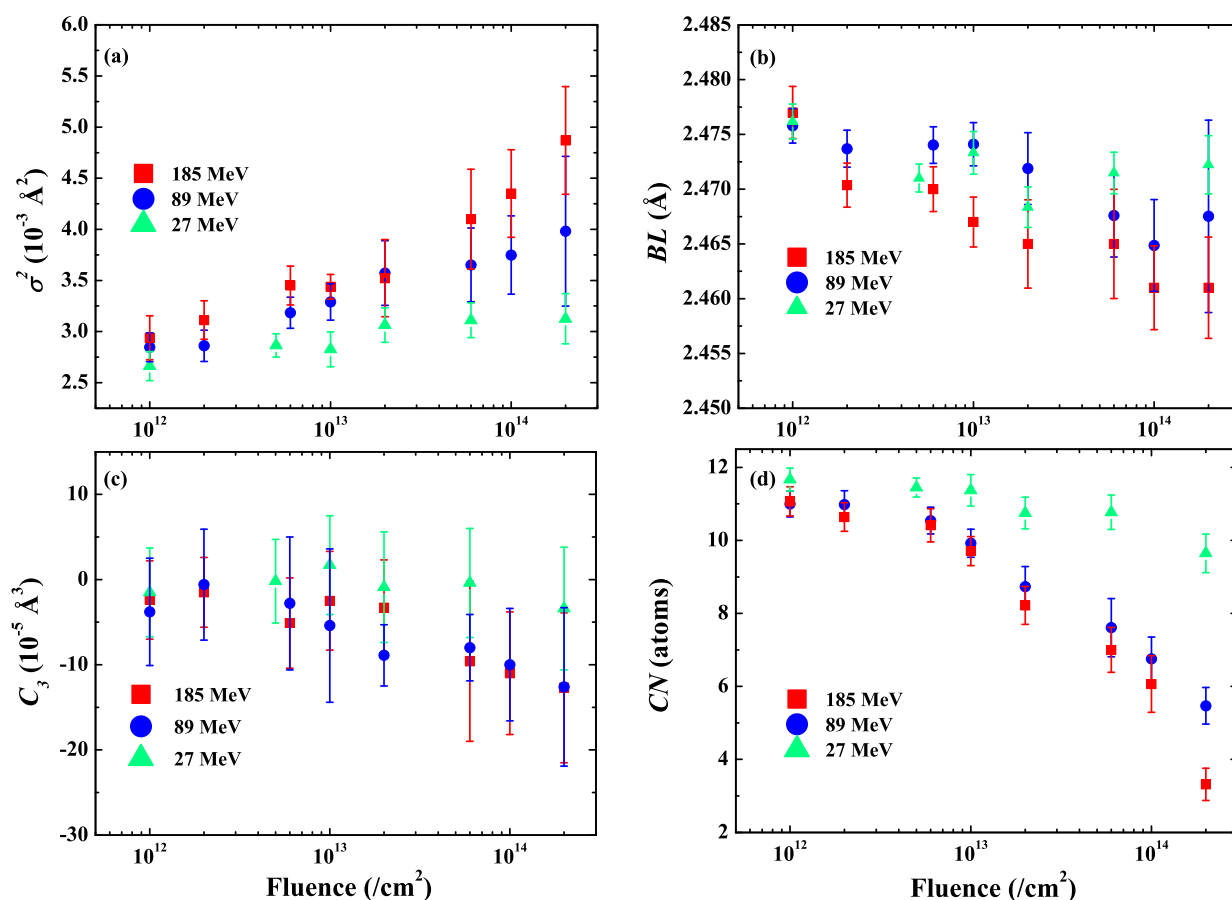 (a)
6.0
5.5
5.0
4.5
4.0
3.5
3.0
2.5
σ² (10⁻³ Å²)
185 MeV
89 MeV
27 MeV
10¹²
10¹³
10¹⁴
(b)
2.485
2.480
2.475
2.470
2.465
2.460
2.455
2.450
BL (Å)
185 MeV
89 MeV
27 MeV
10¹²
10¹³
10¹⁴
(c)
10
0
-10
-20
-30
C₃ (10⁻⁵ Å³)
185 MeV
89 MeV
27 MeV
10¹²
10¹³
10¹⁴
Fluence (/cm²)
(d)
12
10
8
6
4
2
CN (atoms)
185 MeV
89 MeV
27 MeV
10¹²
10¹³
10¹⁴
Fluence (/cm²)